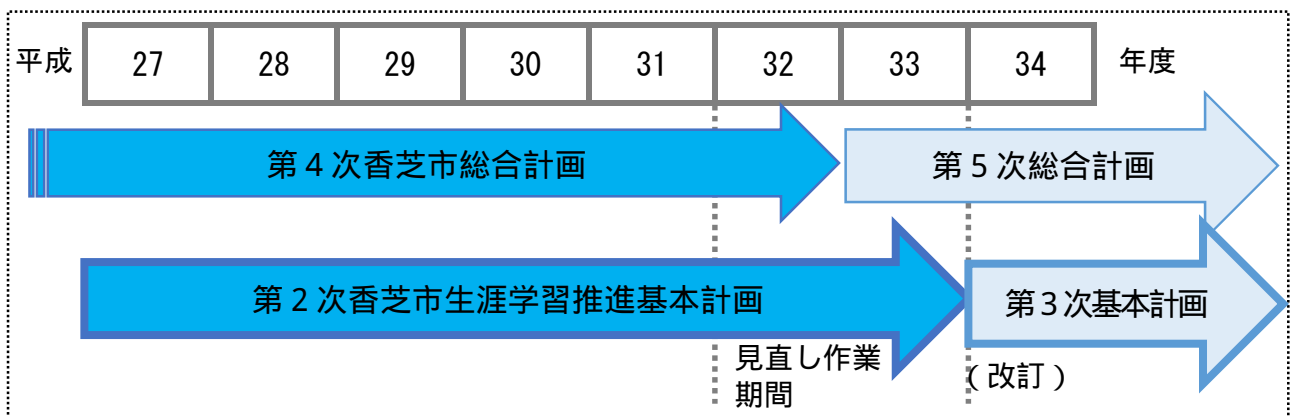 平成 27 28 29 30 31 32 33 34 年度
第４次香芝市総合計画 第５次総合計画
第２次香芝市生涯学習推進基本計画 第３次基本計画
見直し作業
期間
（改訂）